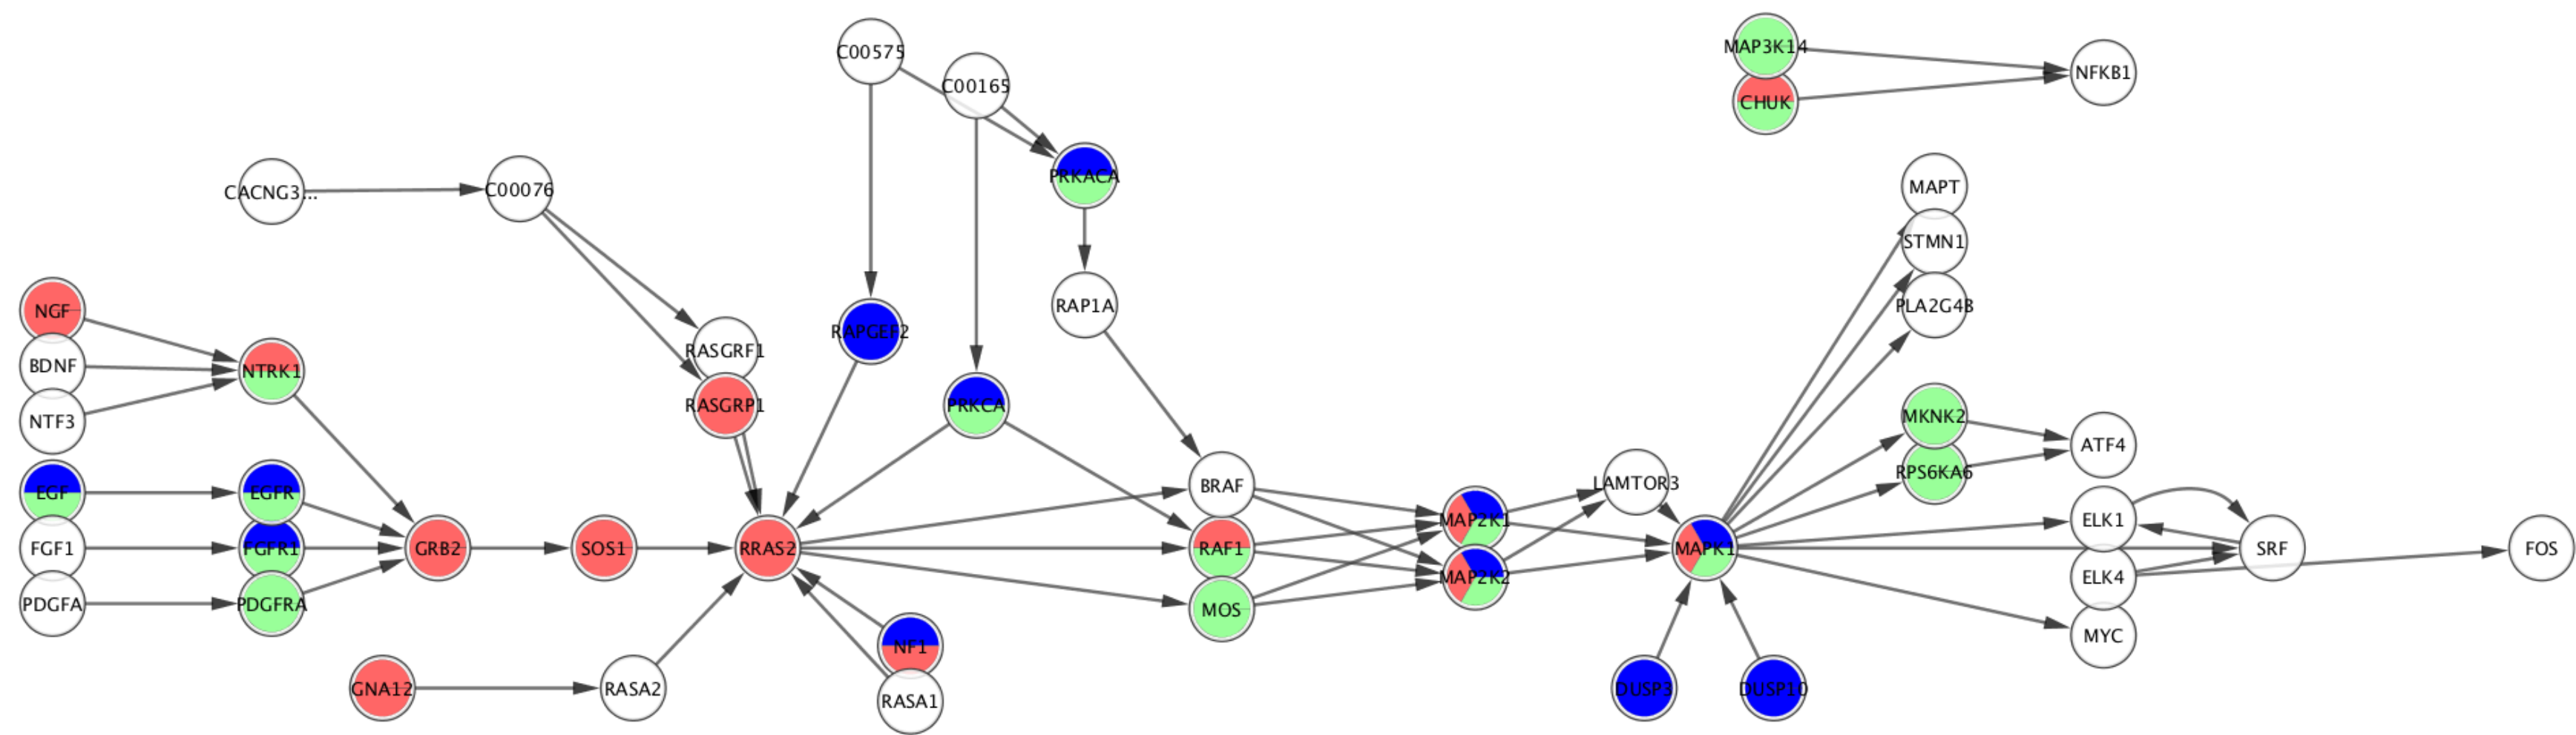 C00575
C00165
MAP3K14
CHUK
NFKB1
CACNG3...
C00076
PRKACA
MAPT
STMN1
PLA2G4B
NGF
BDNF
NTF3
NTRK1
RASGRF1
RASGRP1
RAPGEF2
RAP1A
PRKCA
MKNK2
RPS6KA6
ATF4
EGF
FGF1
PDGFA
EGFR
FGFR1
PDGFRA
GRB2
SOS1
RRAS2
BRAF
RAF1
MOS
MAP2K1
MAP2K2
LAMTOR3
MAPK1
ELK1
ELK4
MYC
SRF
FOS
GNA12
RASA2
NF1
RASA1
DUSP3
DUSP10